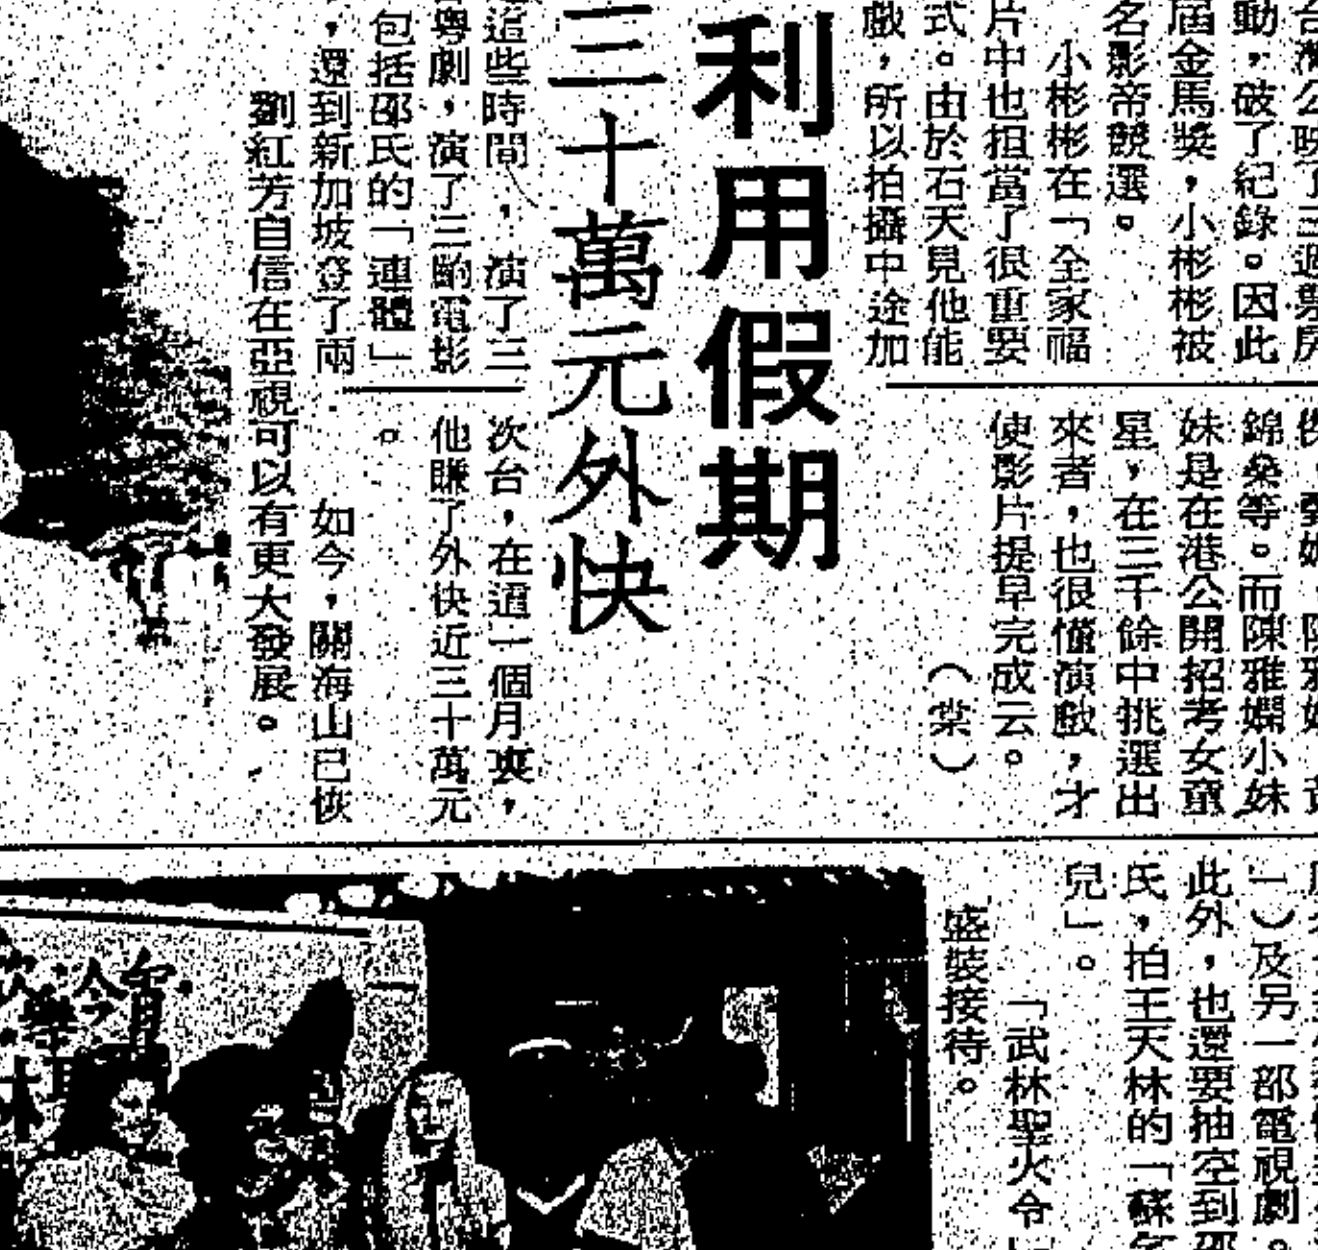 動，破了紀錄。因此
屆金馬獎，小彬彬被
名影帝競選。
小彬彬在「全家福
片中也担當了很重要
式。由於石天見他能
戲，所以拍攝中途加
錦燊等。而陳雅嫻小妹
妹是在港公開招考女童
星，在三千餘中挑選出
來者，也很懂演戲，才
使影片提早完成云。
（棠）
利用假期
三十萬元外快
這些時間，演了三
粵劇，演了三齣電影
包括邵氏的「連體」
，還到新加坡登了兩
次台，在這一個月裏，
他賺了外快近三十萬元
。
如今，關海山已恢
劉紅芳自信在亞視可以有更大發展。
）及另一部電視劇。
此外，也還要抽空到邵
氏，拍王天林的「蘇乞
兒」。
「武林聖火令」
盛裝接待。
今宵